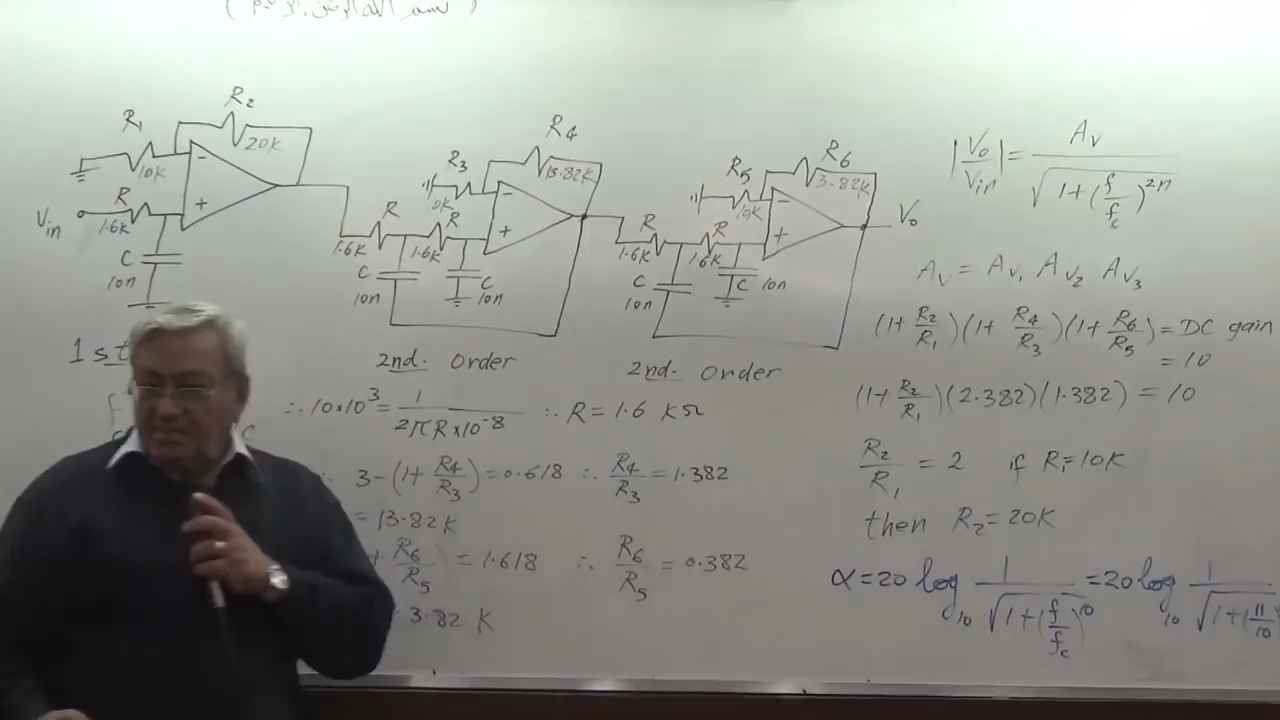 بسم الله الرحمن الرحيم
R₁ 10K
R₂ 20K
Vin R 1.6K
C 10n
R₃ 10K
R₄ 13.82K
R 1.6K R 1.6K
C 10n C 10n
R₅ 10K
R₆ 3.82K
R 1.6K R 1.6K
C 10n C 10n
Vo
1st
2nd. Order
2nd. Order
∴ 10×10³ = 1/(2πR×10⁻⁸) ∴ R = 1.6 KΩ
3-(1+R₄/R₃) = 0.618 ∴ R₄/R₃ = 1.382
= 13.82K
R₆/R₅) = 1.618 ∴ R₆/R₅ = 0.382
3.82 K
|Vo/Vin| = Av/√(1+(f/fc)²ⁿ)
Av = Av₁ Av₂ Av₃
(1+R₂/R₁)(1+R₄/R₃)(1+R₆/R₅) = DC gain
= 10
(1+R₂/R₁)(2.382)(1.382) = 10
R₂/R₁ = 2 if R₁=10K
then R₂=20K
α=20 log₁₀ 1/√(1+(f/fc)¹⁰ =20 log₁₀ 1/√(1+(11/10)